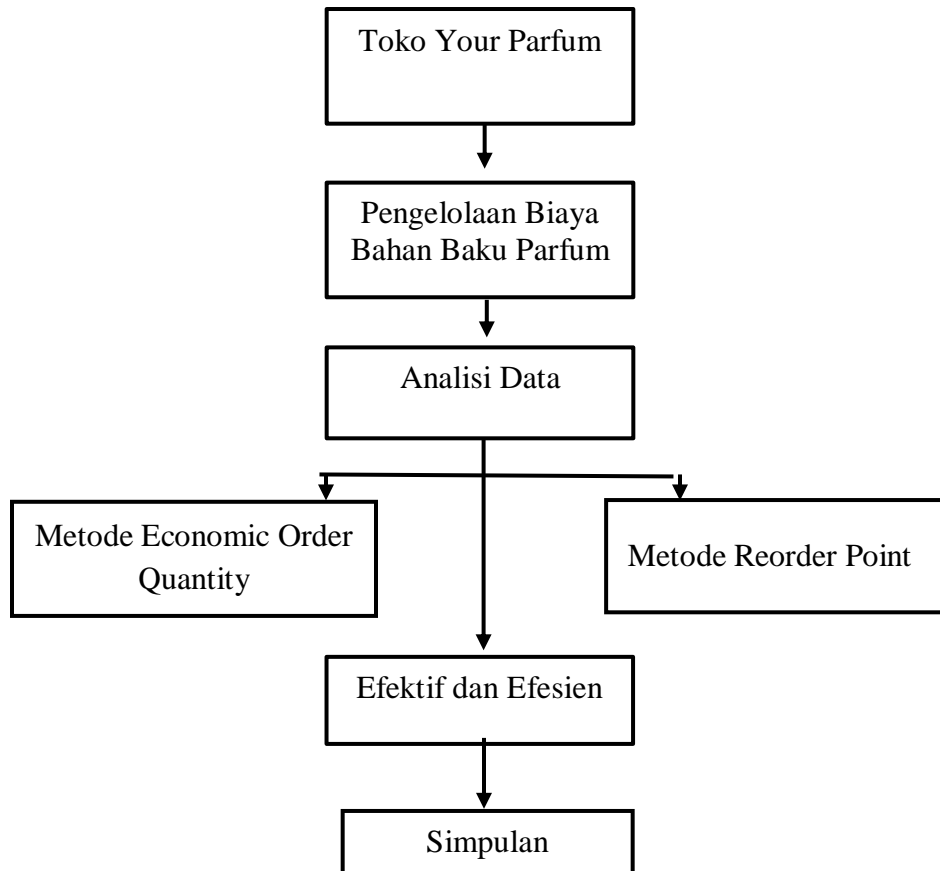 Toko Your Parfum
Pengelolaan Biaya
Bahan Baku Parfum
Analisi Data
Metode Economic Order
Quantity
Metode Reorder Point
Efektif dan Efesien
Simpulan